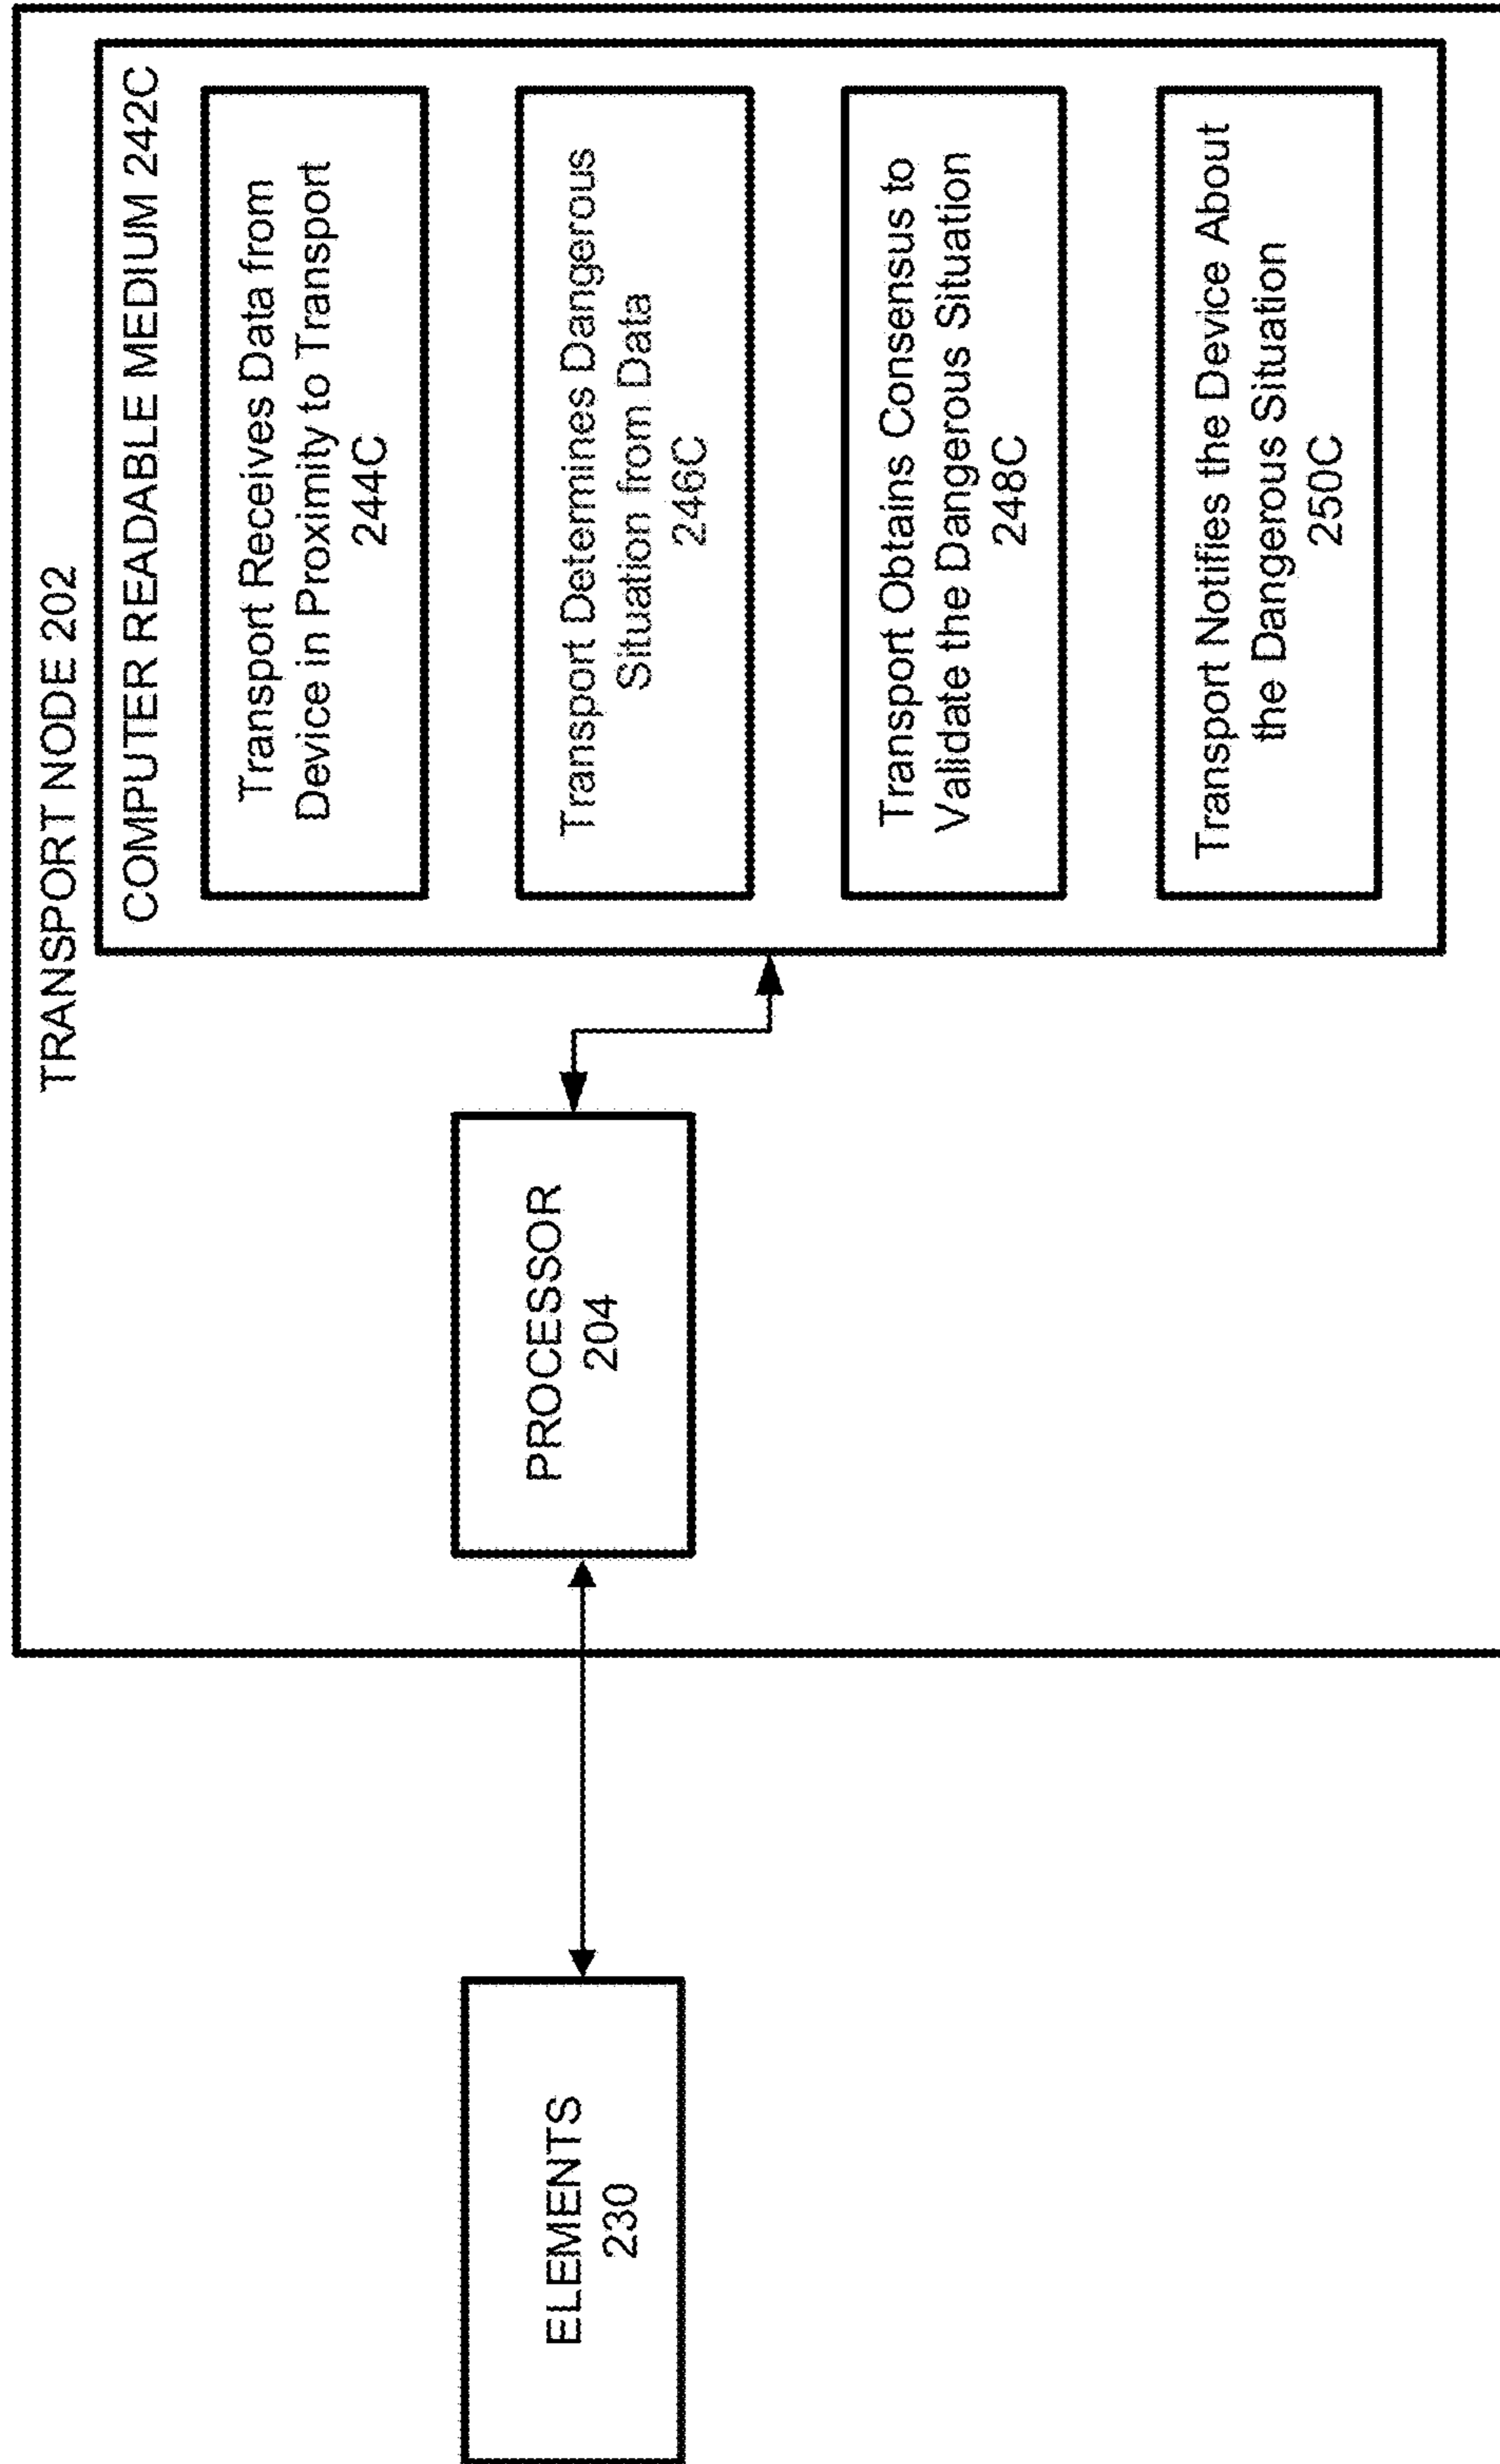 TRANSPORT NODE 202
COMPUTER READABLE MEDIUM 242C
Transport Receives Data from
Device in Proximity to Transport
244C
Transport Determines Dangerous
Situation from Data
246C
Transport Obtains Consensus to
Validate the Dangerous Situation
248C
Transport Notifies the Device About
the Dangerous Situation
250C
PROCESSOR
204
ELEMENTS
230